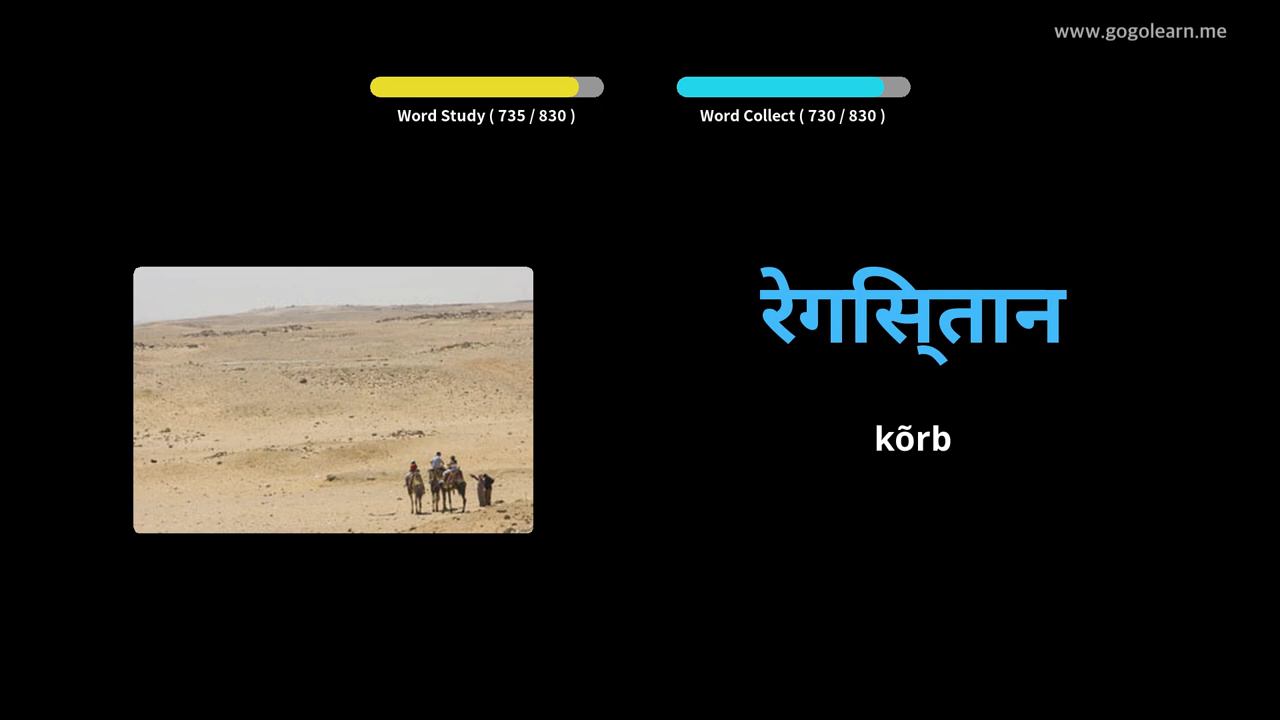 www.gogolearn.me
Word Study ( 735 / 830 )
Word Collect ( 730 / 830 )
रेगसि्तान
kõrb